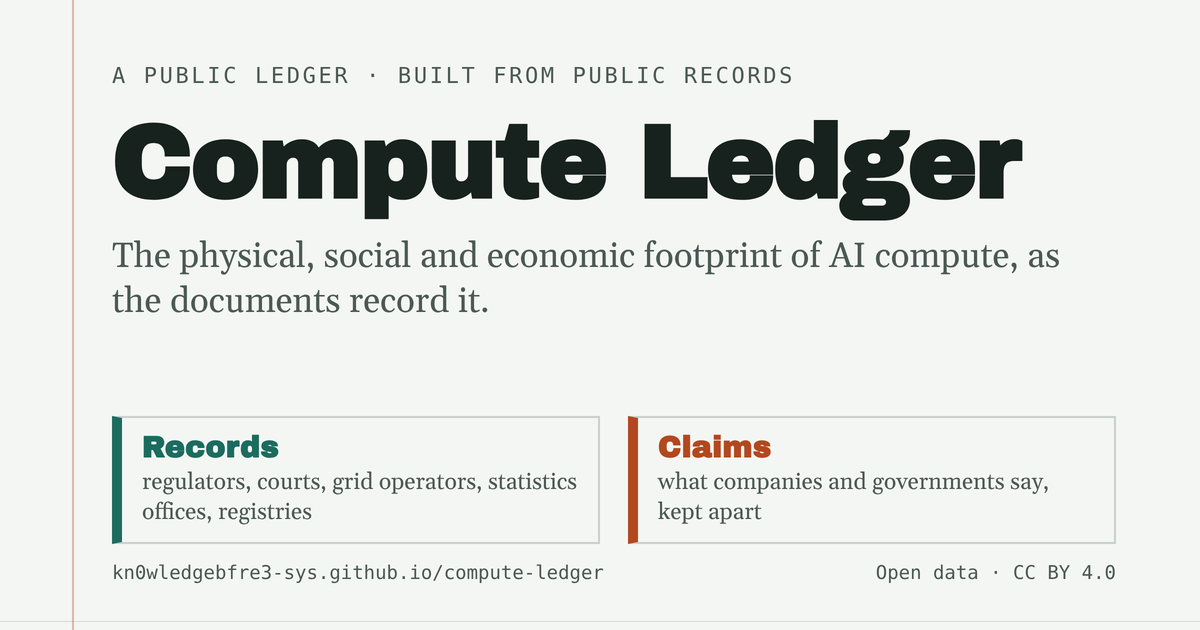 A PUBLIC LEDGER · BUILT FROM PUBLIC RECORDS
Compute Ledger
The physical, social and economic footprint of AI compute, as
the documents record it.
Records
regulators, courts, grid operators, statistics
offices, registries
Claims
what companies and governments say,
kept apart
kn0wledgebfre3-sys.github.io/compute-ledger
Open data · CC BY 4.0